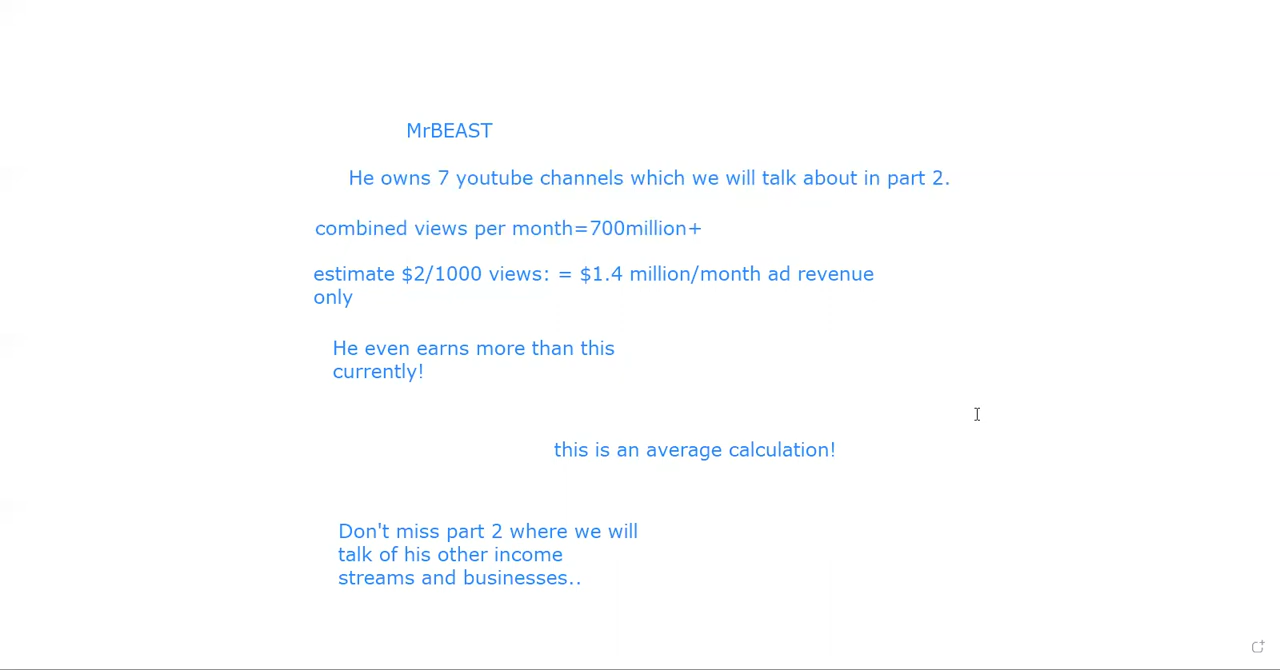 MrBEAST
He owns 7 youtube channels which we will talk about in part 2.
combined views per month=700million+
estimate $2/1000 views: = $1.4 million/month ad revenue
only
He even earns more than this
currently!
this is an average calculation!
Don't miss part 2 where we will
talk of his other income
streams and businesses..